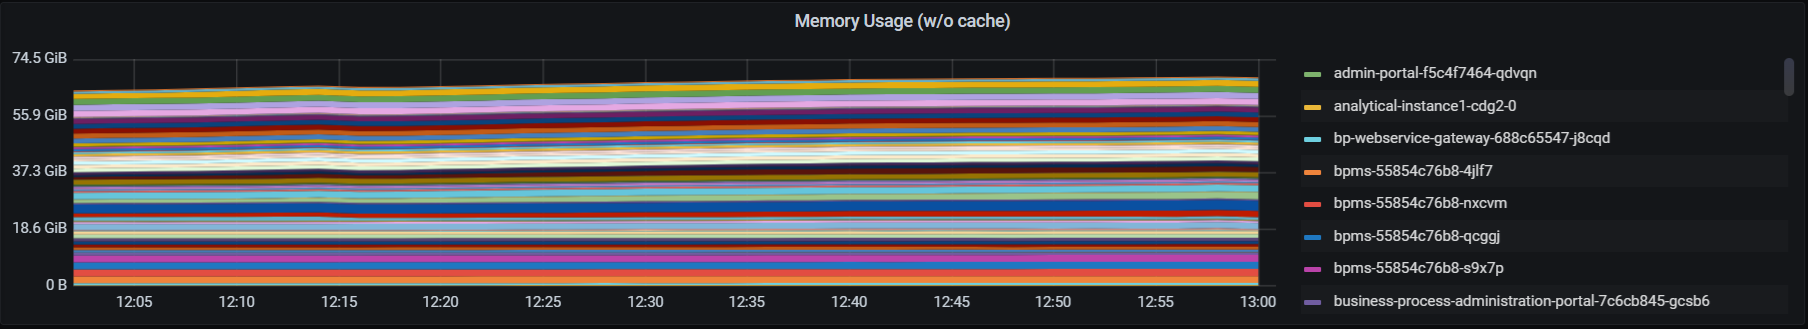 Memory Usage (w/o cache)
74.5 GiB
55.9 GiB
37.3 GiB
18.6 GiB
0 B
12:05 12:10 12:15 12:20 12:25 12:30 12:35 12:40 12:45 12:50 12:55 13:00
admin-portal-f5c4f7464-qdvqn
analytical-instance1-cdg2-0
bp-webservice-gateway-688c65547-j8cqd
bpms-55854c76b8-4jlf7
bpms-55854c76b8-nxcvm
bpms-55854c76b8-qcggj
bpms-55854c76b8-s9x7p
business-process-administration-portal-7c6cb845-gcsb6